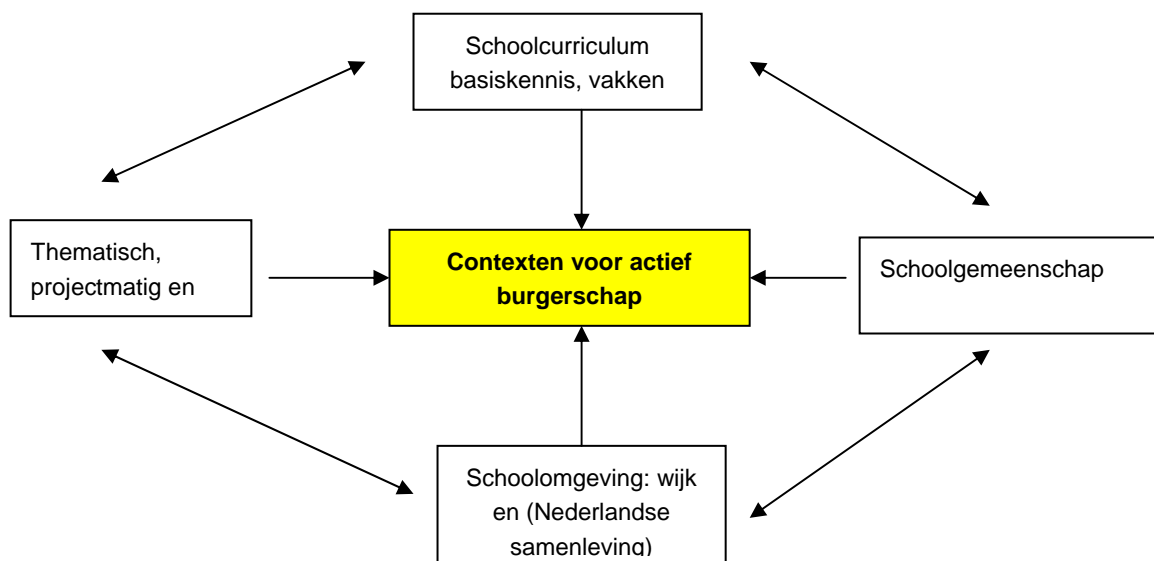 Schoolcurriculum
basiskennis, vakken
Thematisch,
projectmatig en
Contexten voor actief
burgerschap
Schoolgemeenschap
Schoolomgeving: wijk
en (Nederlandse
samenleving)